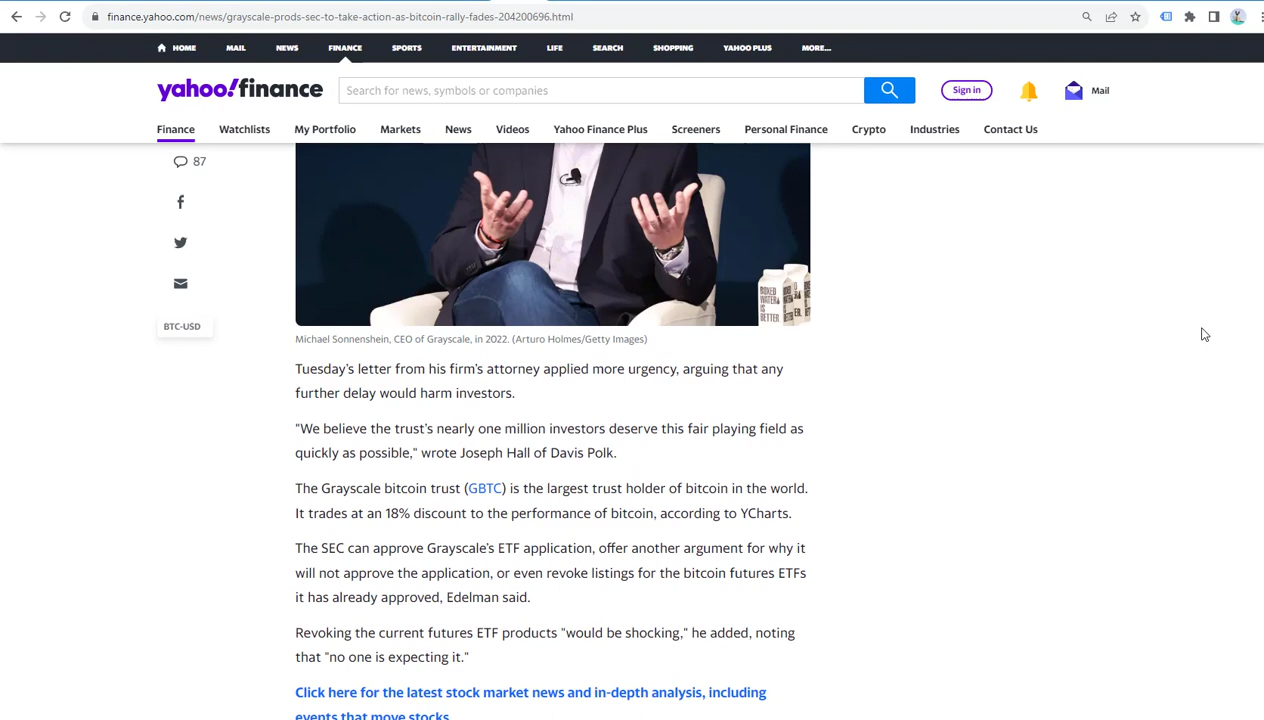 finance.yahoo.com/news/grayscale-prods-sec-to-take-action-as-bitcoin-rally-fades-204200696.html
HOME MAIL NEWS FINANCE SPORTS ENTERTAINMENT LIFE SEARCH SHOPPING YAHOO PLUS MORE...
yahoo!finance
Search for news, symbols or companies
Sign in
Mail
Finance Watchlists My Portfolio Markets News Videos Yahoo Finance Plus Screeners Personal Finance Crypto Industries Contact Us
87
BTC-USD
BOXED
WATER
IS
BETTER
Michael Sonnenshein, CEO of Grayscale, in 2022. (Arturo Holmes/Getty Images)
Tuesday's letter from his firm's attorney applied more urgency, arguing that any
further delay would harm investors.
"We believe the trust's nearly one million investors deserve this fair playing field as
quickly as possible," wrote Joseph Hall of Davis Polk.
The Grayscale bitcoin trust (GBTC) is the largest trust holder of bitcoin in the world.
It trades at an 18% discount to the performance of bitcoin, according to YCharts.
The SEC can approve Grayscale's ETF application, offer another argument for why it
will not approve the application, or even revoke listings for the bitcoin futures ETFs
it has already approved, Edelman said.
Revoking the current futures ETF products "would be shocking," he added, noting
that "no one is expecting it."
Click here for the latest stock market news and in-depth analysis, including
events that move stocks